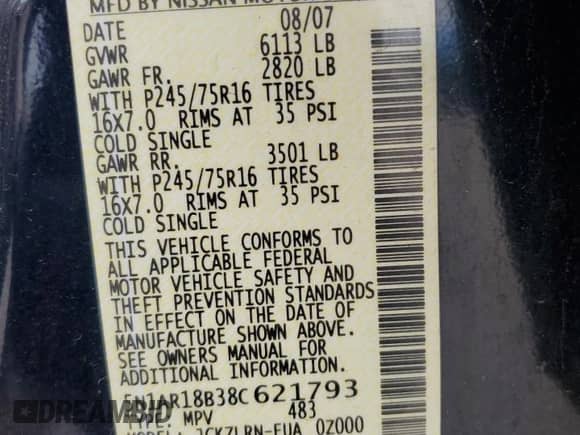 MFD BY NISSAN MOTOR
DATE 08/07
GVWR 6113 LB
GAWR FR. 2820 LB
WITH P245/75R16 TIRES
16X7.0 RIMS AT 35 PSI
COLD SINGLE
GAWR RR. 3501 LB
WITH P245/75R16 TIRES
16X7.0 RIMS AT 35 PSI
COLD SINGLE
THIS VEHICLE CONFORMS TO
ALL APPLICABLE FEDERAL
MOTOR VEHICLE SAFETY AND
THEFT PREVENTION STANDARDS
IN EFFECT ON THE DATE OF
MANUFACTURE SHOWN ABOVE.
SEE OWNERS MANUAL FOR
ADDITIONAL INFORMATION.
5N1AR18B38C621793
TYPE: MPV 483
MODEL: JCKZLRN-EUA 0Z000
DREAMBID